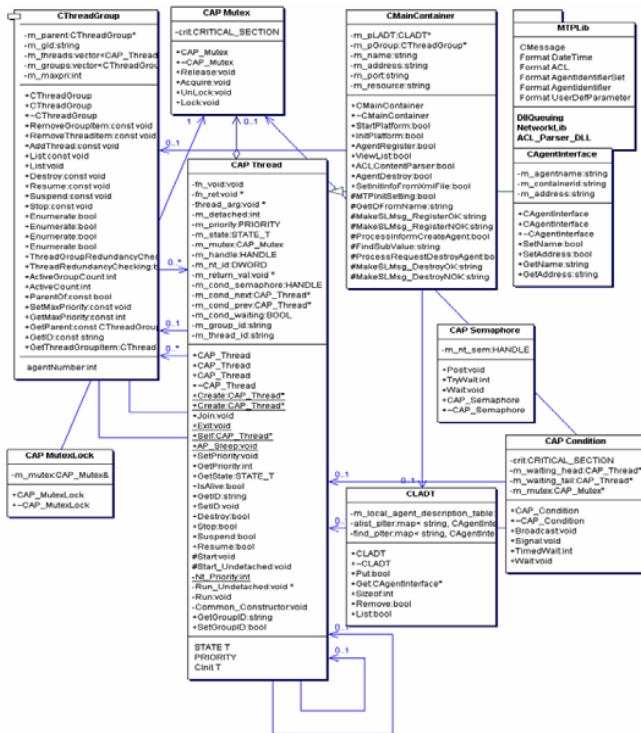 CThreadGroup
-m_parent:CThreadGroup*
-m_gid:string
-m_threads:vector<CAP_Thread
-m_groups:vector<CThreadGroup
-m_maxpri:int
+CThreadGroup
+CThreadGroup
+~CThreadGroup
+RemoveGroupItem:const void
+RemoveThreadItem:const void
+AddThread:const void
+List:const void
+List:void
+Destroy:const void
+Resume:const void
+Suspend:const void
+Stop:const void
+Enumerate:bool
+Enumerate:bool
+Enumerate:bool
+Enumerate:bool
+ThreadGroupRedundancyChec
+ThreadRedundancyChecking:b
+ActiveGroupCount:int
+ActiveCount:int
+ParentOf:const bool
+SetMaxPriority:const void
+GetMaxPriority:const int
+GetParent:const CThreadGroup
+GetID:const string
+GetThreadGroupItem:CThread
agentNumber:int
CAP Mutex
-crit:CRITICAL_SECTION
+CAP_Mutex
+~CAP_Mutex
+Release:void
+Acquire:void
+UnLock:void
+Lock:void
1
0..1
0..1
0..*
0..1
0..*
CMainContainer
-m_pLADT:CLADT*
-m_pGroup:CThreadGroup*
-m_name:string
-m_address:string
-m_port:string
-m_resource:string
+CMainContainer
+~CMainContainer
+StartPlatform:bool
+InitPlatform:bool
+AgentRegister:bool
+ViewList:bool
+ACLContentParser:bool
+AgentDestroy:bool
+SetInitInfoFromXmlFile:bool
#MTPInitSetting:bool
#GetIDFromName:string
#MakeSLMsg_RegisterOK:string
#MakeSLMsg_RegisterNOK:string
#ProcessInformCreateAgent:bool
#FindSubValue:string
#ProcessRequestDestroyAgent:bool
#MakeSLMsg_DestroyOK:string
#MakeSLMsg_DestroyNOK:string
MTPLib
CMessage
Format DateTime
Format ACL
Format AgentIdentifierSet
Format AgentIdentifier
Format UserDefParameter
DllQueuing
NetworkLib
ACL_Parser_DLL
CAgentInterface
-m_agentname:string
-m_containerid:string
-m_address:string
+CAgentInterface
+CAgentInterface
+~CAgentInterface
+SetName:bool
+SetAddress:bool
+GetName:string
+GetAddress:string
CAP Thread
-fn_void:void
-fn_ret:void *
-thread_arg:void *
-m_detached:int
-m_priority:PRIORITY
-m_state:STATE_T
-m_mutex:CAP_Mutex
-m_handle:HANDLE
-m_nt_id:DWORD
-m_return_val:void *
-m_cond_semaphore:HANDLE
-m_cond_next:CAP_Thread*
-m_cond_prev:CAP_Thread*
-m_cond_waiting:BOOL
-m_group_id:string
-m_thread_id:string
+CAP_Thread
+CAP_Thread
+CAP_Thread
+~CAP_Thread
+Create:CAP_Thread*
+Create:CAP_Thread*
+Join:void
+Exit:void
+Self:CAP_Thread*
+AP_Sleep:void
+SetPriority:void
+GetPriority:int
+GetState:STATE_T
+IsAlive:bool
+GetID:string
+SetID:void
+Destroy:bool
+Stop:bool
+Suspend:bool
+Resume:bool
#Start:void
#Start_Undetached:void
-Nt_Priority:int
-Run_Undetached:void *
-Run:void
-Common_Constructor:void
+GetGroupID:string
+SetGroupID:bool
STATE T
PRIORITY
CInit T
CAP Semaphore
-m_nt_sem:HANDLE
+Post:void
+TryWait:int
+Wait:void
+CAP_Semaphore
+~CAP_Semaphore
CAP MutexLock
-m_mutex:CAP_Mutex&
+CAP_MutexLock
+~CAP_MutexLock
CAP Condition
-crit:CRITICAL_SECTION
-m_waiting_head:CAP_Thread*
-m_waiting_tail:CAP_Thread*
-m_mutex:CAP_Mutex*
+CAP_Condition
+~CAP_Condition
+Broadcast:void
+Signal:void
+TimedWait:int
+Wait:void
0..1
0..1
CLADT
-m_local_agent_description_table:
-alist_pIter:map< string, CAgentInte
-find_pIter:map< string, CAgentInte
+CLADT
+~CLADT
+Put:bool
+Get:CAgentInterface*
+Sizeof:int
+Remove:bool
+List:bool
0..1
0..1